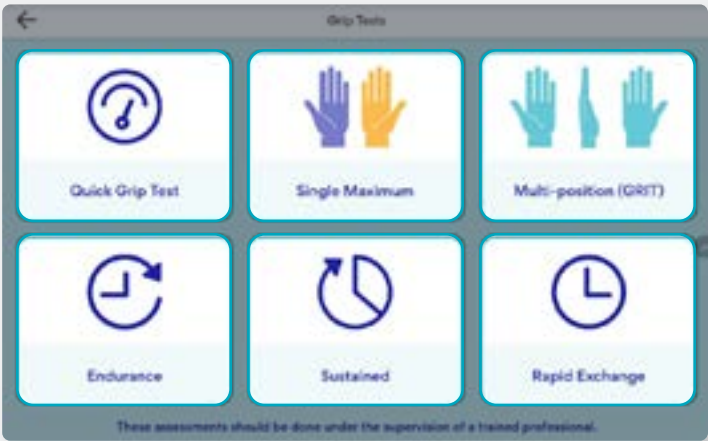 Grip Tests
Quick Grip Test
Single Maximum
Multi-position (GRIT)
Endurance
Sustained
Rapid Exchange
These assessments should be done under the supervision of a trained professional.